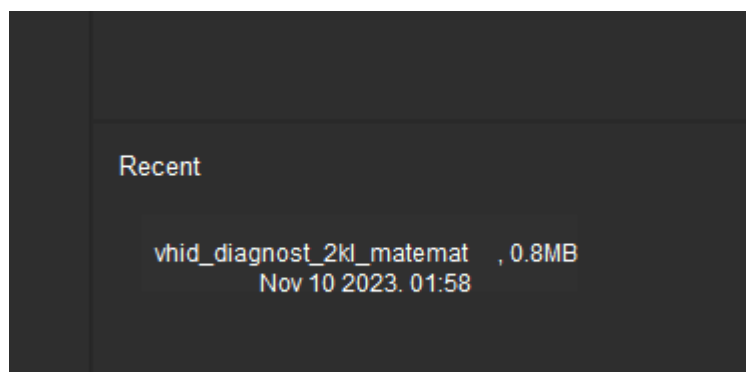 Recent
vhid_diagnost_2kl_matemat , 0.8MB
Nov 10 2023. 01:58